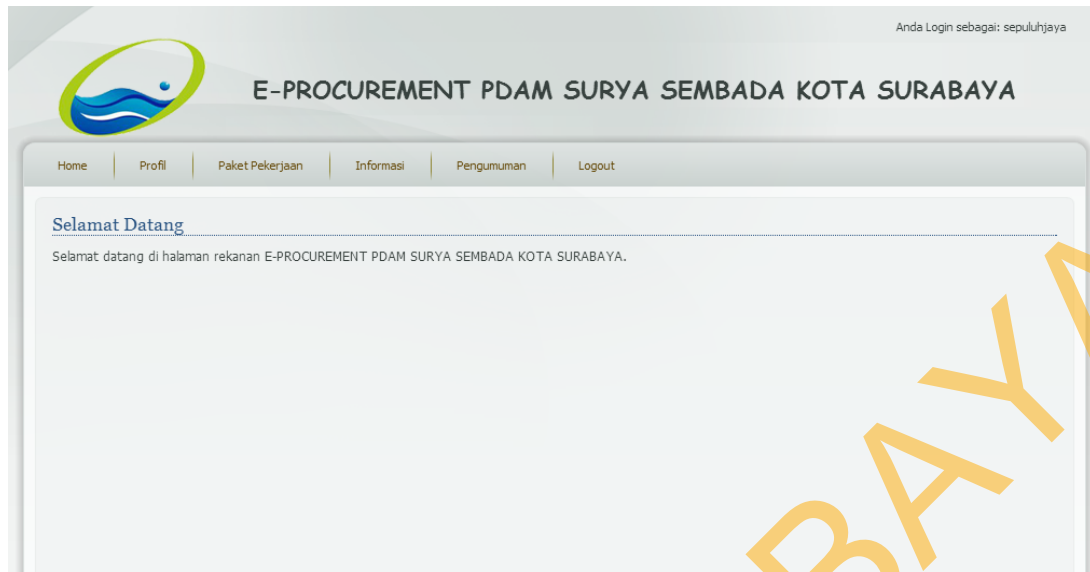 Anda Login sebagai: sepuluhjaya
E-PROCUREMENT PDAM SURYA SEMBADA KOTA SURABAYA
Home Profil Paket Pekerjaan Informasi Pengumuman Logout
Selamat Datang
Selamat datang di halaman rekanan E-PROCUREMENT PDAM SURYA SEMBADA KOTA SURABAYA.
BAYA